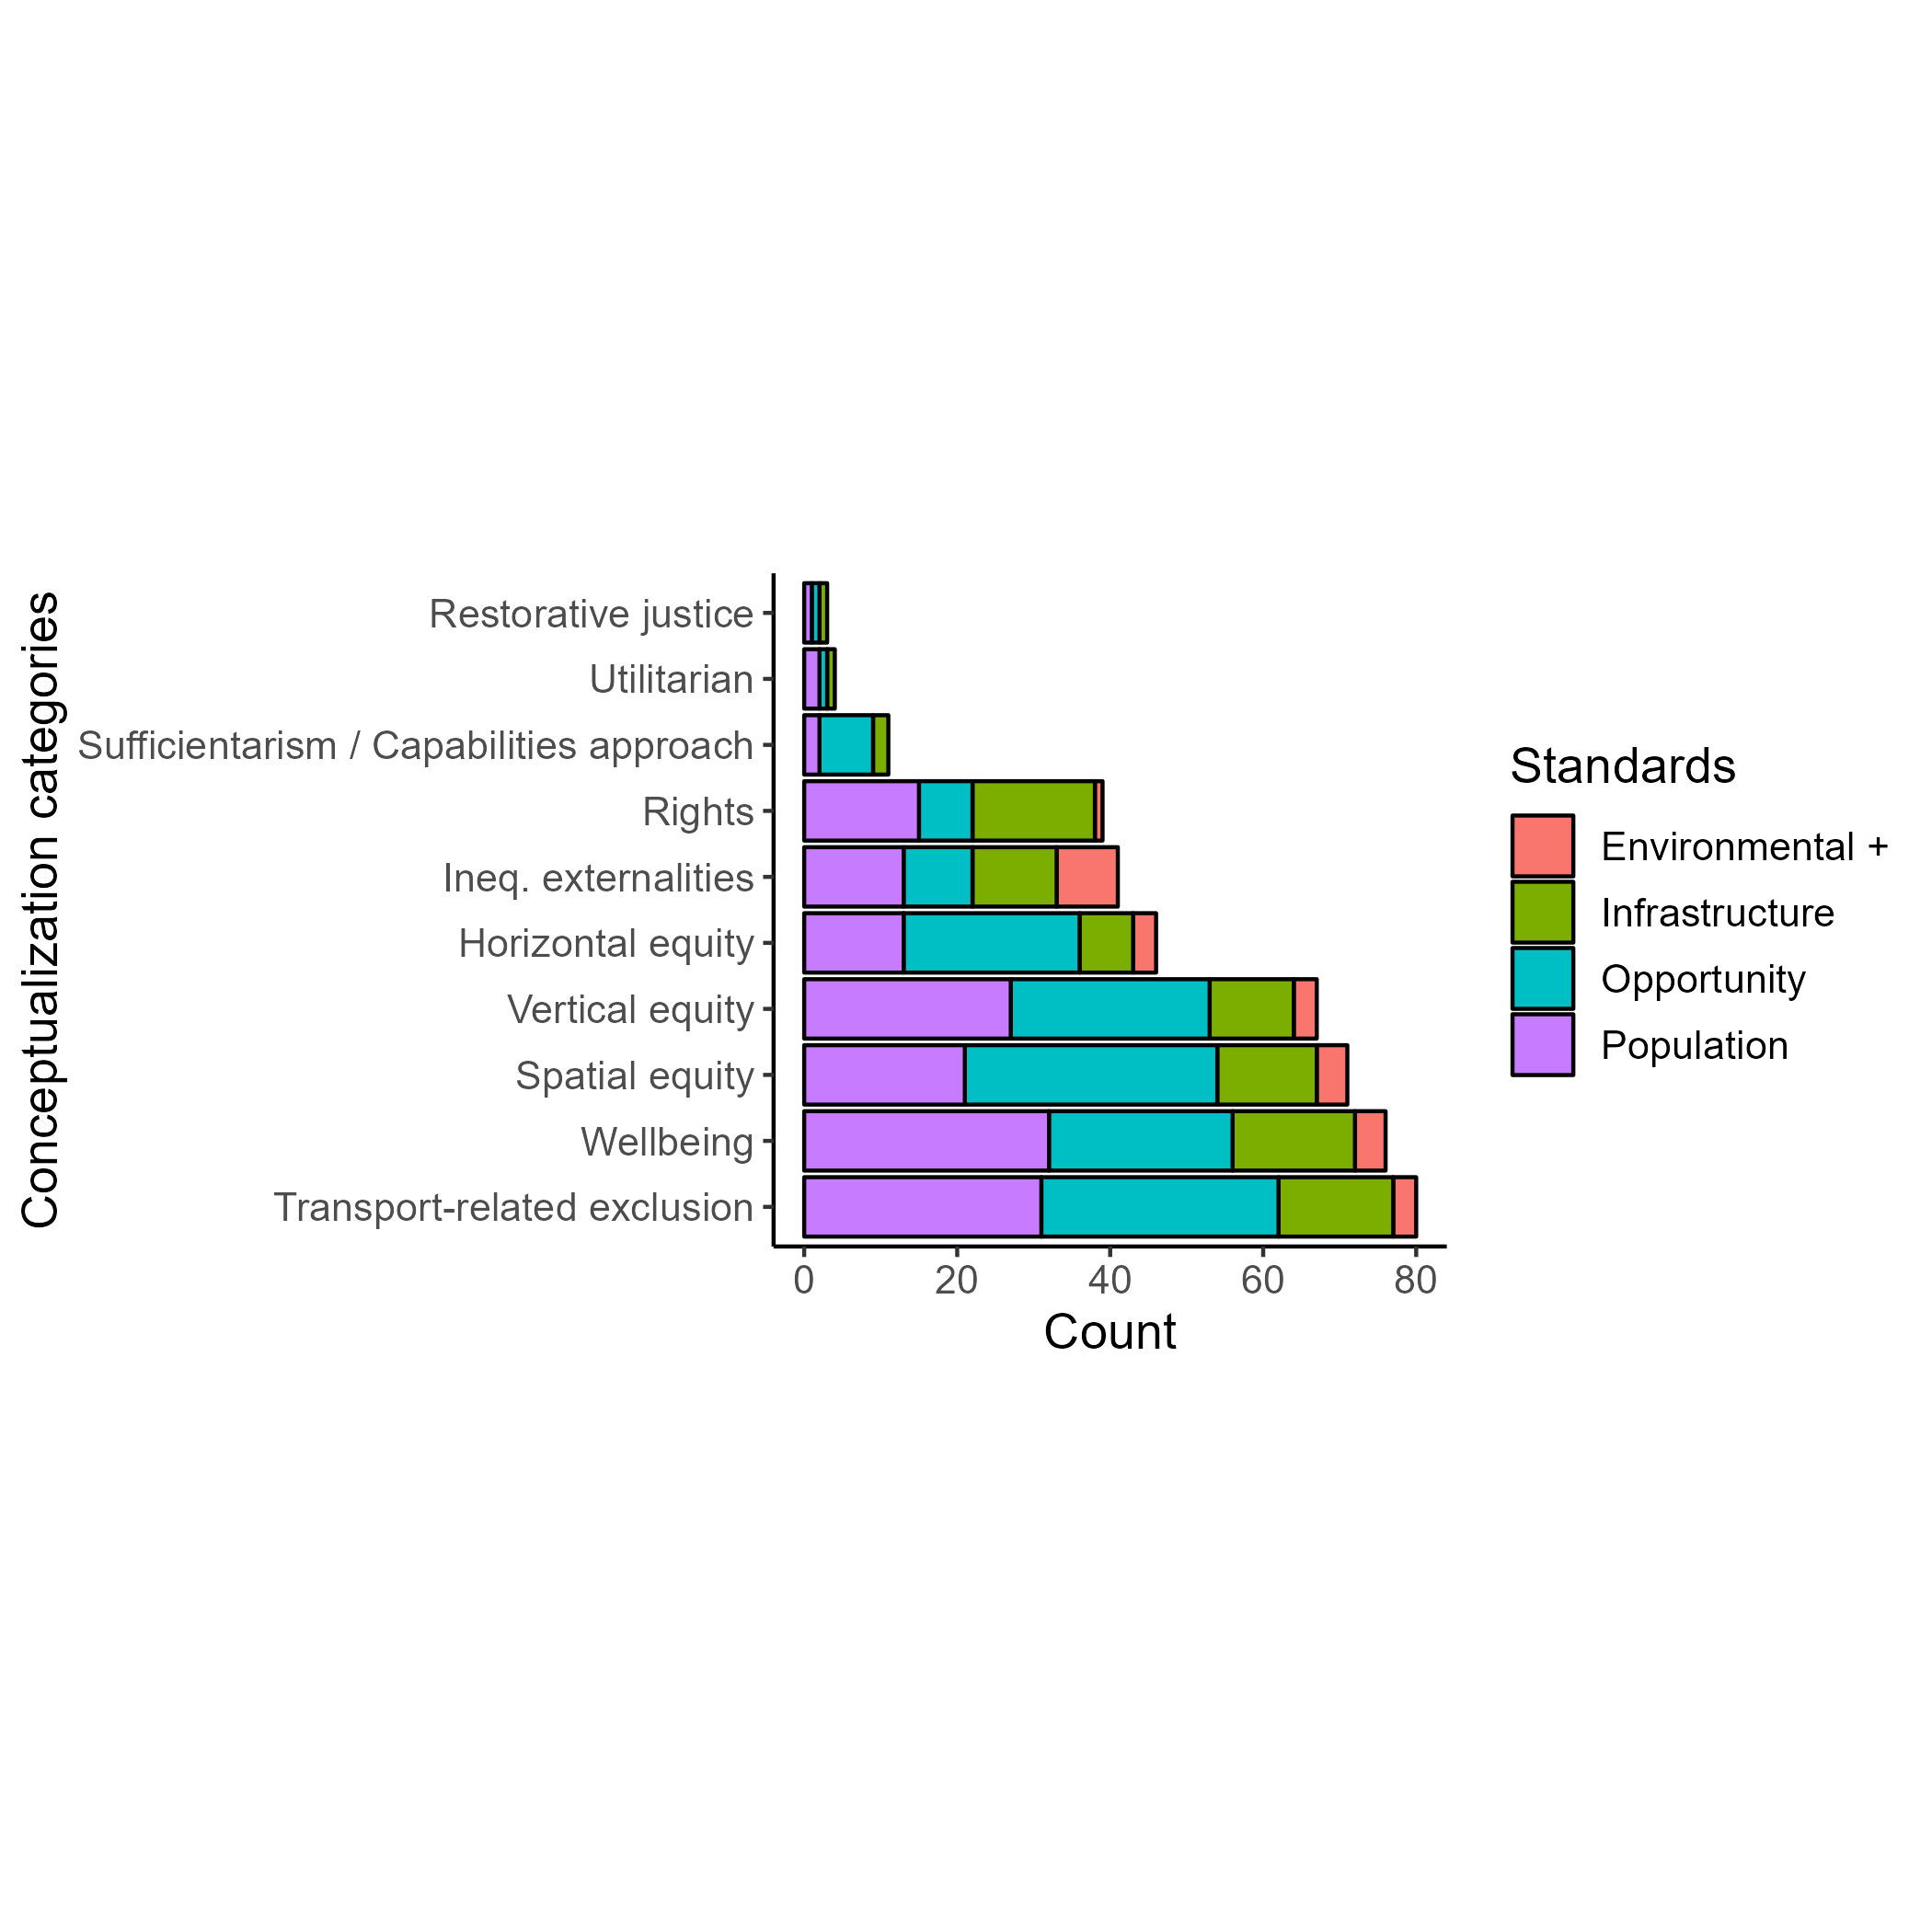 Conceptualization categories
Restorative justice
Utilitarian
Sufficientarism / Capabilities approach
Rights
Ineq. externalities
Horizontal equity
Vertical equity
Spatial equity
Wellbeing
Transport-related exclusion
0 20 40 60 80
Count
Standards
Environmental +
Infrastructure
Opportunity
Population